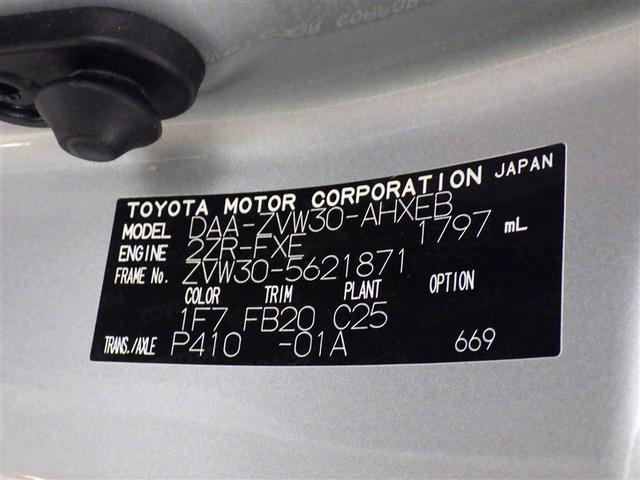 TOYOTA MOTOR CORPORATION JAPAN
MODEL DAA-ZVW30-AHXEB
ENGINE 2ZR-FXE 1797 mL
FRAME No. ZVW30-5621871
COLOR TRIM PLANT OPTION
1F7 FB20 C25
TRANS./AXLE P410 -01A 669